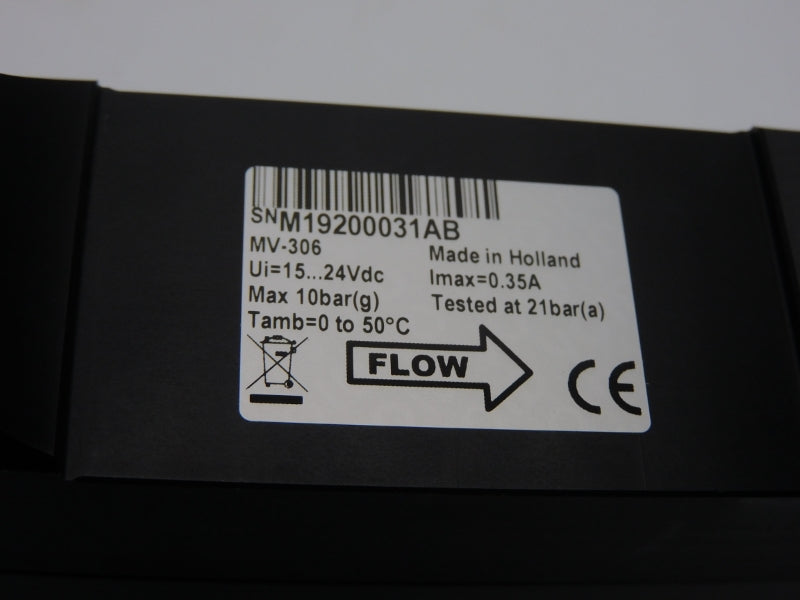 SNM19200031AB
MV-306
Made in Holland
Ui=15...24Vdc
Imax=0.35A
Max 10bar(g)
Tested at 21bar(a)
Tamb=0 to 50°C
FLOW
CE